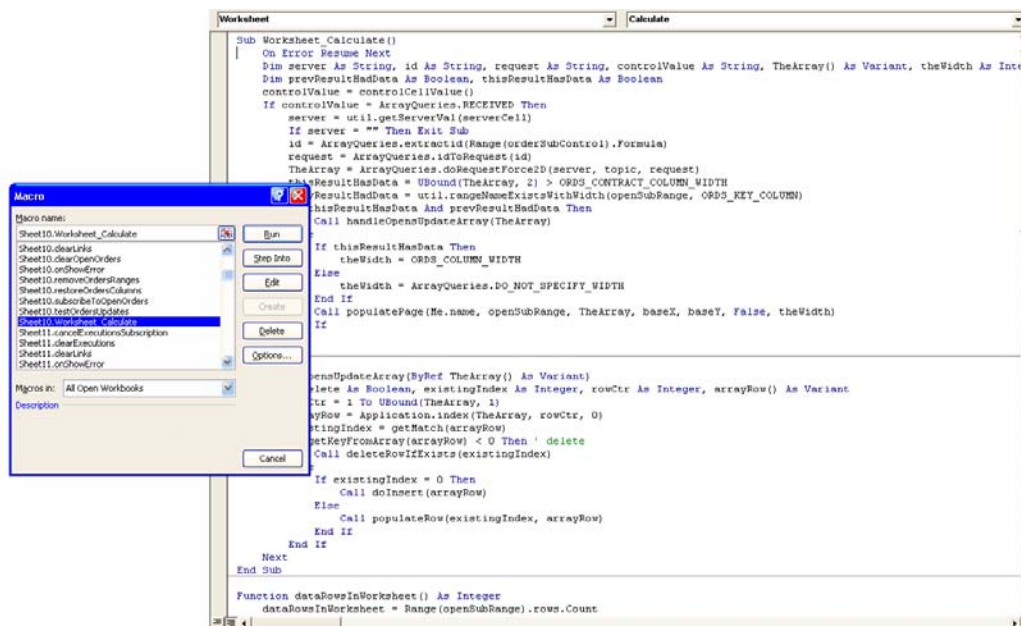 Worksheet
Calculate
Sub Worksheet_Calculate()
On Error Resume Next
Dim server As String, id As String, request As String, controlValue As String, TheArray() As Variant, theWidth As Inte
Dim prevResultHadData As Boolean, thisResultHasData As Boolean
controlValue = controlCellValue()
If controlValue = ArrayQueries.RECEIVED Then
server = util.getServerVal(serverCell)
If server = "" Then Exit Sub
id = ArrayQueries.extractid(Range(orderSubControl).Formula)
request = ArrayQueries.idToRequest(id)
TheArray = ArrayQueries.doRequestForce2D(server, topic, request)
thisResultHasData = UBound(TheArray, 2) > ORDS_CONTRACT_COLUMN_WIDTH
ResultHadData = util.rangeNameExistsWithWidth(openSubRange, ORDS_KEY_COLUMN)
thisResultHasData And prevResultHadData Then
Call handleOpensUpdateArray(TheArray)
If thisResultHasData Then
theWidth = ORDS_COLUMN_WIDTH
Else
theWidth = ArrayQueries.DO_NOT_SPECIFY_WIDTH
End If
Call populatePage(Me.name, openSubRange, TheArray, baseX, baseY, False, theWidth)
If
pensUpdateArray(ByRef TheArray() As Variant)
lete As Boolean, existingIndex As Integer, rowCtr As Integer, arrayRow() As Variant
Ctr = 1 To UBound(TheArray, 1)
ayRow = Application.index(TheArray, rowCtr, 0)
stingIndex = getMatch(arrayRow)
getKeyFromArray(arrayRow) < 0 Then ' delete
Call deleteRowIfExists(existingIndex)
If existingIndex = 0 Then
Call doInsert(arrayRow)
Else
Call populateRow(existingIndex, arrayRow)
End If
End If
Next
End Sub
Function dataRowsInWorksheet() As Integer
dataRowsInWorksheet = Range(openSubRange).rows.Count
Macro
Macro name:
Sheet10.Worksheet_Calculate
Run
Sheet10.clearLinks
Sheet10.clearOpenOrders
Sheet10.onShowError
Sheet10.removeOrdersRanges
Sheet10.restoreOrdersColumns
Sheet10.subscribeToOpenOrders
Sheet10.testOrdersUpdates
Sheet10.Worksheet_Calculate
Sheet11.cancelExecutionsSubscription
Sheet11.clearExecutions
Sheet11.clearLinks
Sheet11.onShowError
Step Into
Edit
Create
Delete
Options...
Macros in: All Open Workbooks
Description
Cancel